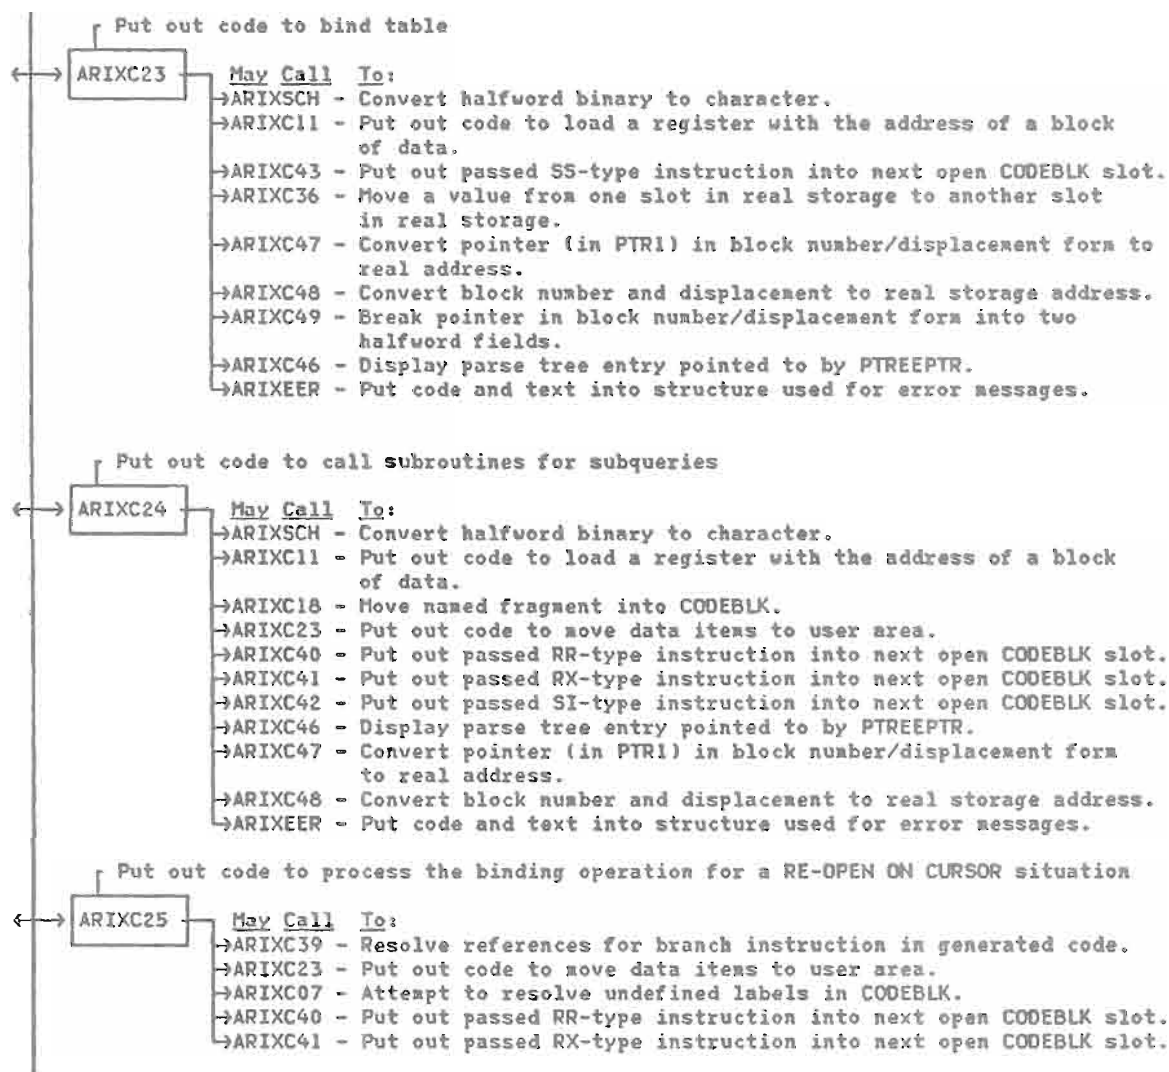 Put out code to bind table
ARIXC23
May Call To:
ARIXSCH - Convert halfword binary to character.
ARIXC11 - Put out code to load a register with the address of a block
of data.
ARIXC43 - Put out passed SS-type instruction into next open CODEBLK slot.
ARIXC36 - Move a value from one slot in real storage to another slot
in real storage.
ARIXC47 - Convert pointer (in PTR1) in block number/displacement form to
real address.
ARIXC48 - Convert block number and displacement to real storage address.
ARIXC49 - Break pointer in block number/displacement form into two
halfword fields.
ARIXC46 - Display parse tree entry pointed to by PTREEPTR.
ARIXEER - Put code and text into structure used for error messages.
Put out code to call subroutines for subqueries
ARIXC24
May Call To:
ARIXSCH - Convert halfword binary to character.
ARIXC11 - Put out code to load a register with the address of a block
of data.
ARIXC18 - Move named fragment into CODEBLK.
ARIXC23 - Put out code to move data items to user area.
ARIXC40 - Put out passed RR-type instruction into next open CODEBLK slot.
ARIXC41 - Put out passed RX-type instruction into next open CODEBLK slot.
ARIXC42 - Put out passed SI-type instruction into next open CODEBLK slot.
ARIXC46 - Display parse tree entry pointed to by PTREEPTR.
ARIXC47 - Convert pointer (in PTR1) in block number/displacement form
to real address.
ARIXC48 - Convert block number and displacement to real storage address.
ARIXEER - Put code and text into structure used for error messages.
Put out code to process the binding operation for a RE-OPEN ON CURSOR situation
ARIXC25
May Call To:
ARIXC39 - Resolve references for branch instruction in generated code.
ARIXC23 - Put out code to move data items to user area.
ARIXC07 - Attempt to resolve undefined labels in CODEBLK.
ARIXC40 - Put out passed RR-type instruction into next open CODEBLK slot.
ARIXC41 - Put out passed RX-type instruction into next open CODEBLK slot.